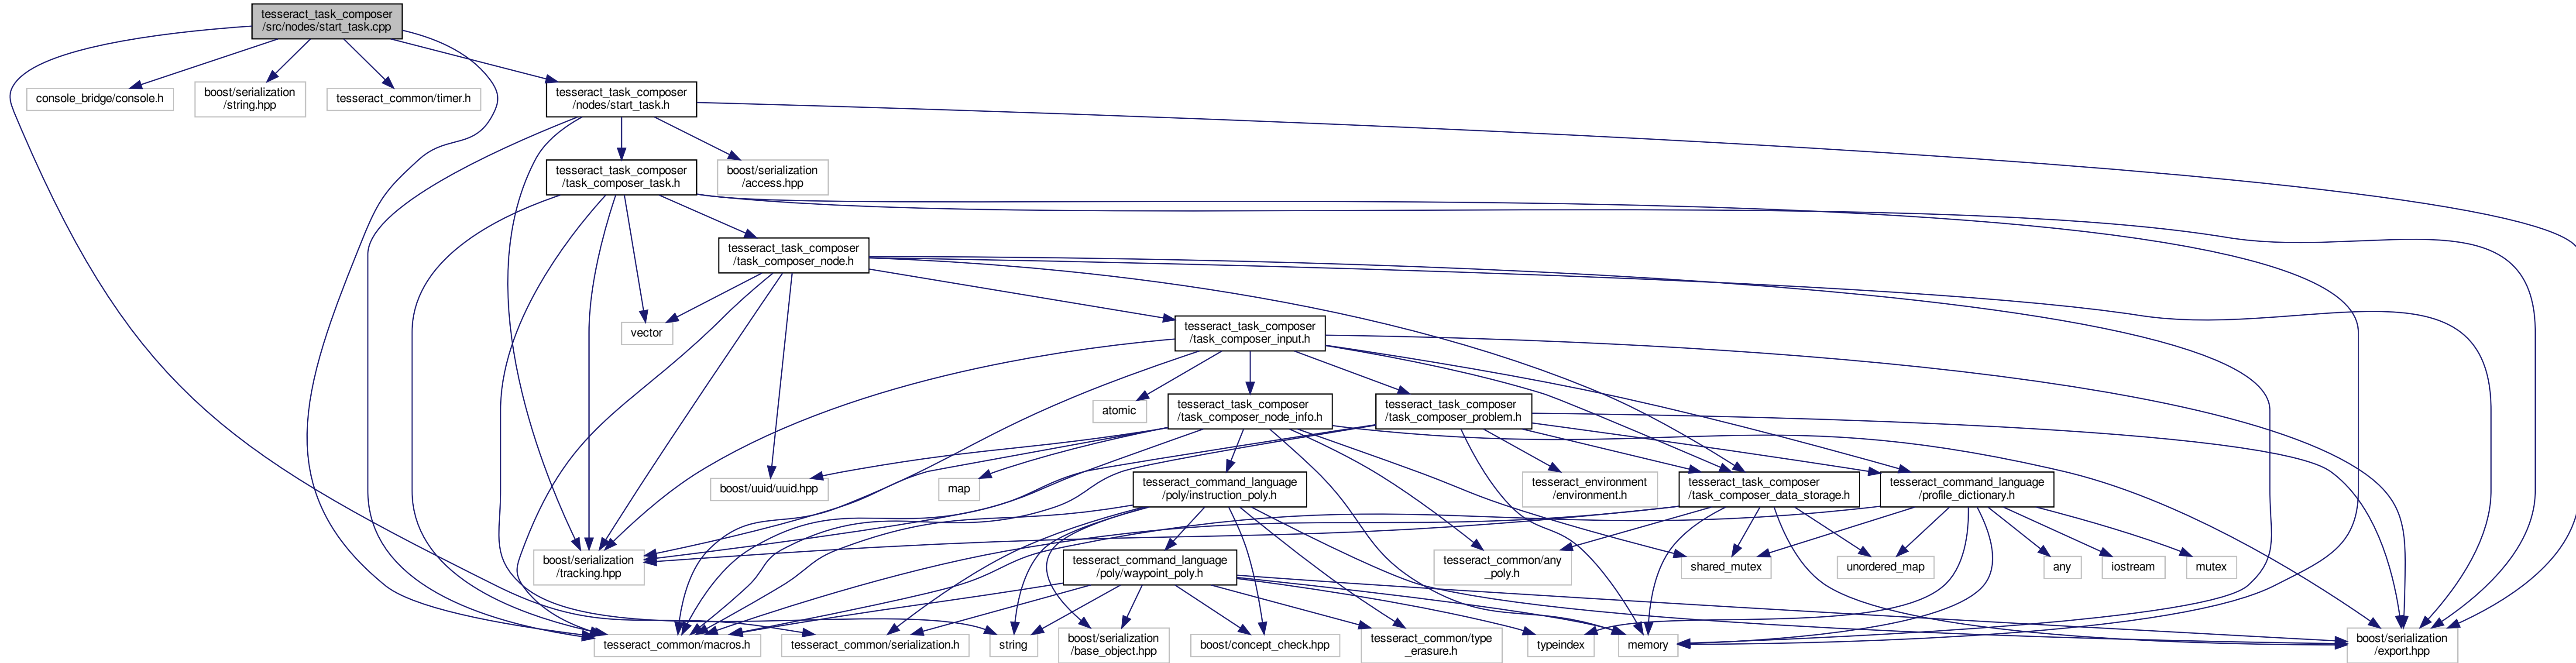 tesseract_task_composer
/src/nodes/start_task.cpp
console_bridge/console.h
boost/serialization
/string.hpp
tesseract_common/timer.h
tesseract_task_composer
/nodes/start_task.h
tesseract_task_composer
/task_composer_task.h
boost/serialization
/access.hpp
tesseract_task_composer
/task_composer_node.h
vector
tesseract_task_composer
/task_composer_input.h
atomic
tesseract_task_composer
/task_composer_node_info.h
tesseract_task_composer
/task_composer_problem.h
boost/uuid/uuid.hpp
map
tesseract_command_language
/poly/instruction_poly.h
tesseract_environment
/environment.h
tesseract_task_composer
/task_composer_data_storage.h
tesseract_command_language
/profile_dictionary.h
boost/serialization
/tracking.hpp
tesseract_command_language
/poly/waypoint_poly.h
tesseract_common/any
_poly.h
shared_mutex
unordered_map
any
iostream
mutex
tesseract_common/macros.h
tesseract_common/serialization.h
string
boost/serialization
/base_object.hpp
boost/concept_check.hpp
tesseract_common/type
_erasure.h
typeindex
memory
boost/serialization
/export.hpp